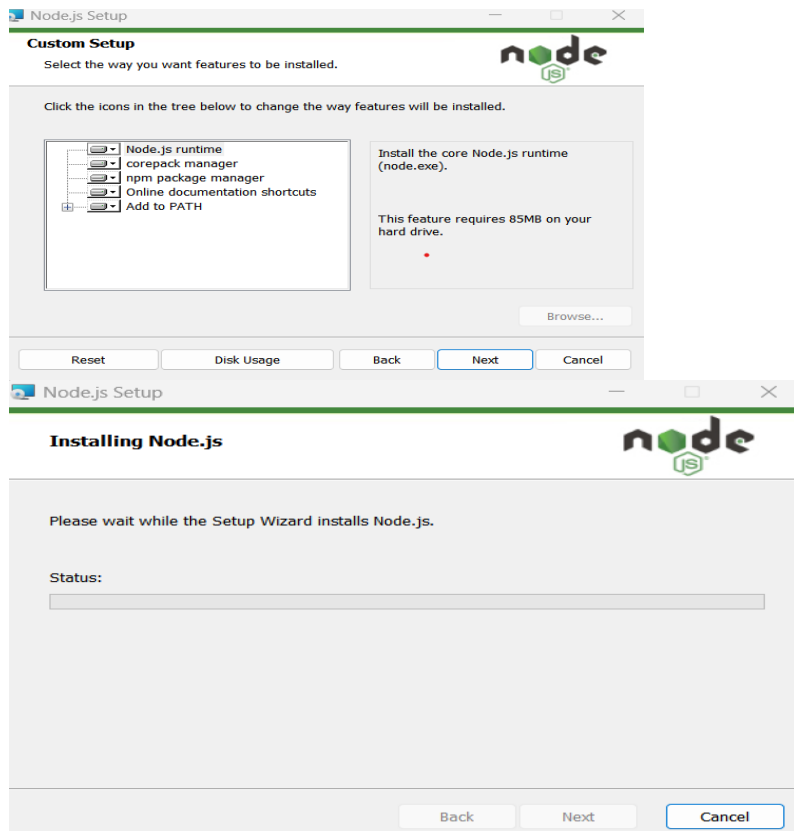 Node.js Setup
Custom Setup
Select the way you want features to be installed.
node
JS
Click the icons in the tree below to change the way features will be installed.
Node.js runtime
corepack manager
npm package manager
Online documentation shortcuts
Add to PATH
Install the core Node.js runtime
(node.exe).
This feature requires 85MB on your
hard drive.
Browse...
Reset Disk Usage Back Next Cancel
Node.js Setup
Installing Node.js
node
JS
Please wait while the Setup Wizard installs Node.js.
Status:
Back Next Cancel